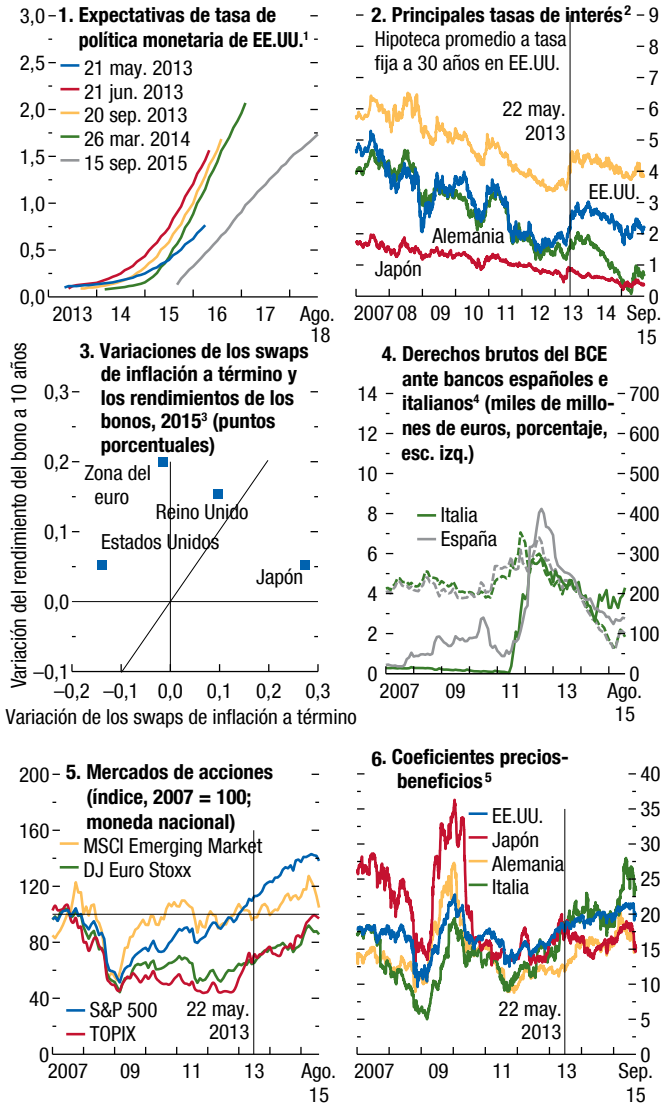 1. Expectativas de tasa de
política monetaria de EE.UU.¹
3,0
2,5
2,0
1,5
1,0
0,5
0,0
21 may. 2013
21 jun. 2013
20 sep. 2013
26 mar. 2014
15 sep. 2015
2013 14 15 16 17 Ago.
18
2. Principales tasas de interés²
Hipoteca promedio a tasa
fija a 30 años en EE.UU.
22 may.
2013
EE.UU.
Alemania
Japón
9
8
7
6
5
4
3
2
1
0
2007 08 09 10 11 12 13 14 Sep.
15
3. Variaciones de los swaps
de inflación a término y
los rendimientos de los
bonos, 2015³ (puntos
porcentuales)
Variación del rendimiento del bono a 10 años
0,3
0,2
0,1
0,0
–0,1
Zona del
euro
Reino Unido
Estados Unidos
Japón
–0,2 –0,1 0,0 0,1 0,2 0,3
Variación de los swaps de inflación a término
4. Derechos brutos del BCE
ante bancos españoles e
italianos⁴ (miles de millo-
nes de euros, porcentaje,
esc. izq.)
14
12
10
8
6
4
2
0
Italia
España
700
600
500
400
300
200
100
0
2007 09 11 13 Ago.
15
5. Mercados de acciones
(índice, 2007 = 100;
moneda nacional)
200
160
120
80
40
0
MSCI Emerging Market
DJ Euro Stoxx
S&P 500
TOPIX
22 may.
2013
2007 09 11 13 Ago.
15
6. Coeficientes precios-
beneficios⁵
EE.UU.
Japón
Alemania
Italia
22 may.
2013
40
35
30
25
20
15
10
5
0
2007 09 11 13 Sep.
15